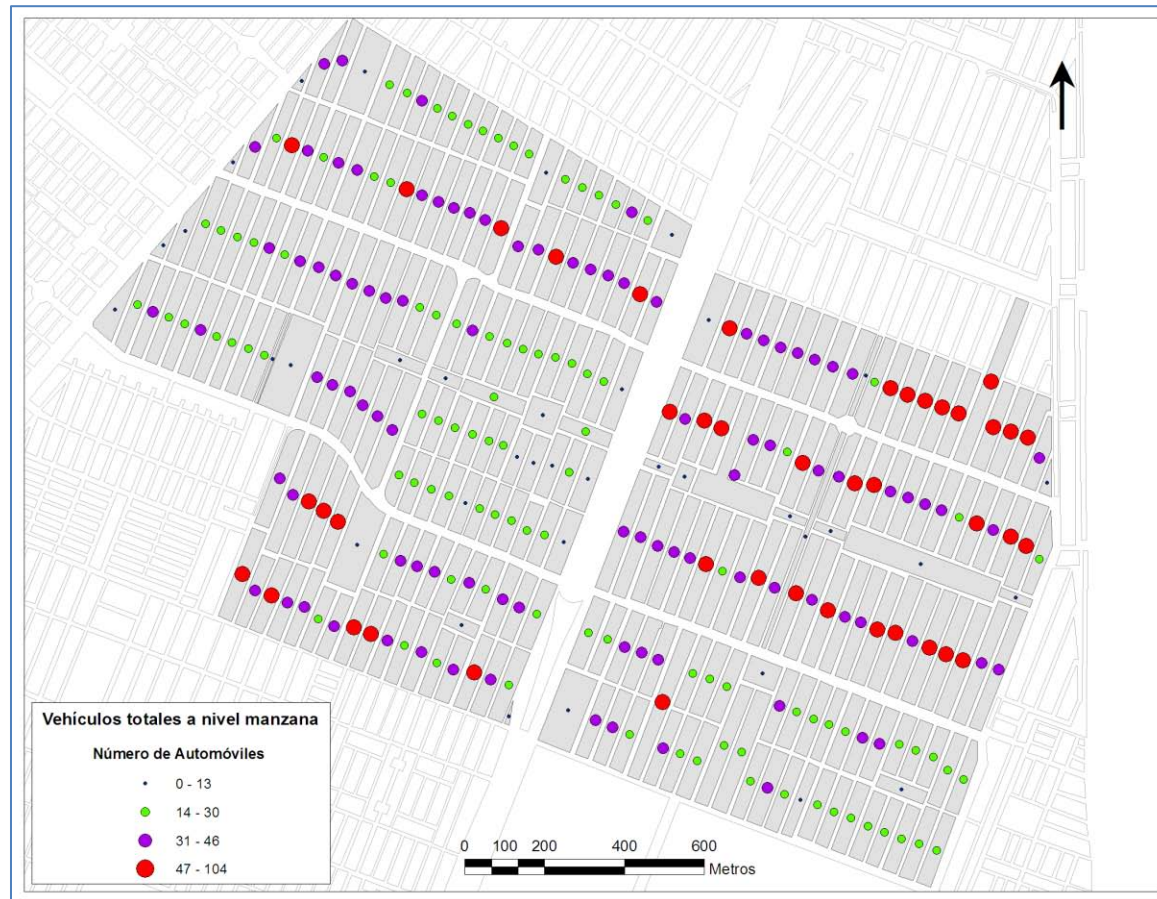 Vehículos totales a nivel manzana
Número de Automóviles
0 - 13
14 - 30
31 - 46
47 - 104
0 100 200 400 600
Metros